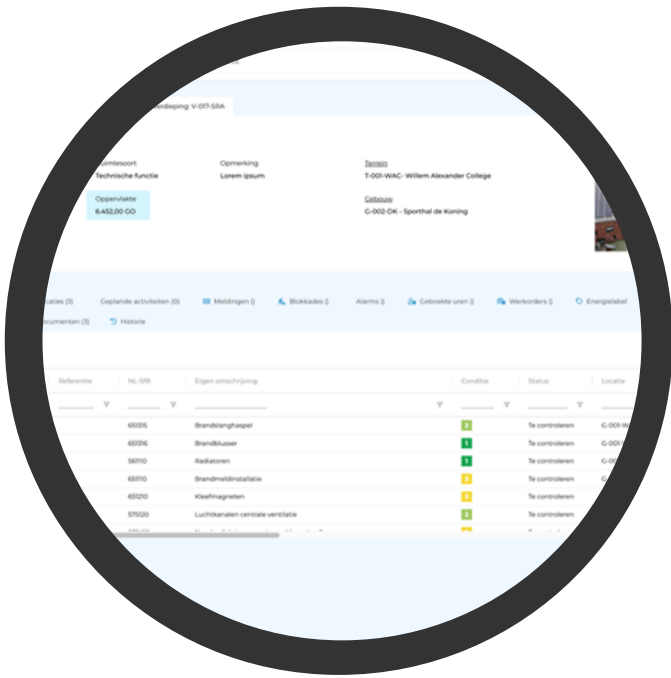 erdieping: V-017-SRA
uimtesoort Opmerking Terrein
Technische functie Lorem ipsum T-001-WAC- Willem Alexander College
Oppervlakte Gebouw
6.452,00 GO G-002-DK - Sporthal de Koning
caties (3) Geplande activiteiten (0) Meldingen () Blokkades () Alarms () Geboekte uren () Werkorders () Energielabel
ocumenten (3) Historie
Referentie NL-SfB Eigen omschrijving Conditie Status Locatie
651315 Brandslanghaspel 2 Te controleren G-001-W
651316 Brandblusser 1 Te controleren G-001-
561110 Radiatoren 1 Te controleren G-00
651110 Brandmeldinstallatie 3 Te controleren G-
651210 Kleefmagneten 3 Te controleren
575120 Luchtkanalen centrale ventilatie 2 Te controleren